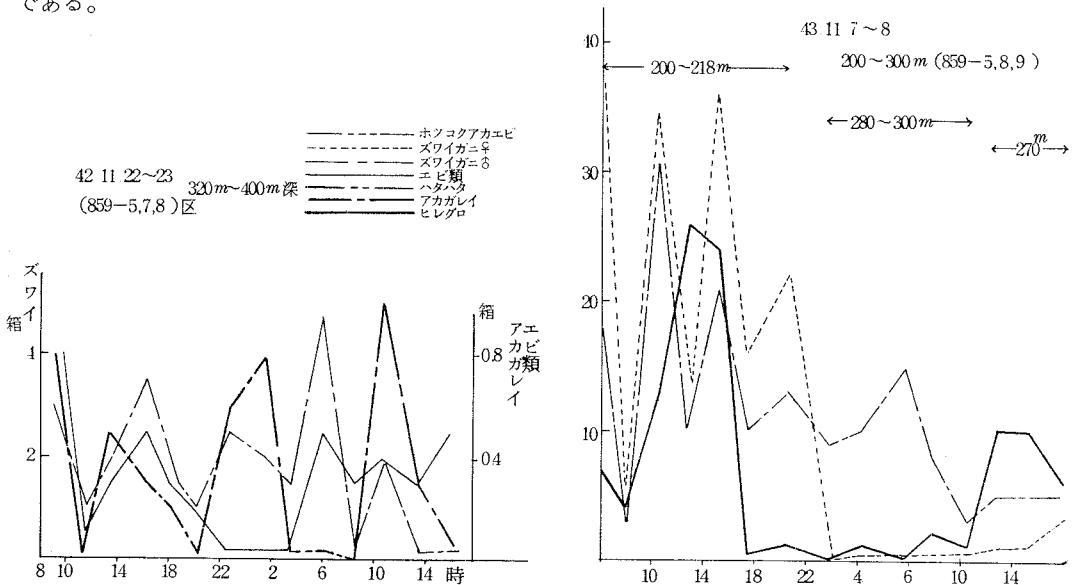 である。
42 11. 22~23
(859-5,7,8)区
320m~400m深
ホッコクアカエビ
ズワイガニ♀
ズワイガニ♂
エビ類
ハタハタ
アカガレイ
ヒレグロ
ズワイ
箱
4
2
8 10 14 18 22 2 6 10 14 時
箱
エビ類
アカガレイ
0.8
0.4
43. 11 7~8
200~300m (859-5,8,9)
200~218m
280~300m
270m
40
30
20
10
10 14 18 22 4 6 10 14